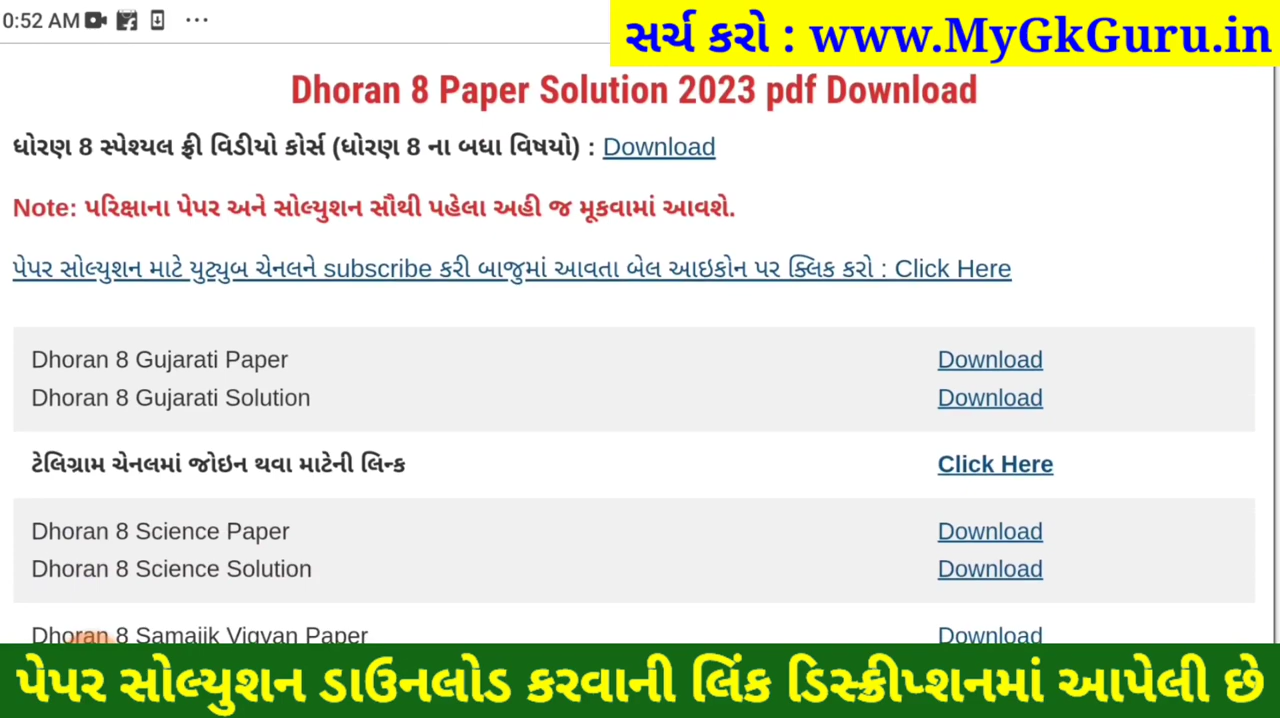 0:52 AM
સર્ચ કરો : www.MyGkGuru.in
Dhoran 8 Paper Solution 2023 pdf Download
ધોરણ 8 સ્પેશ્યલ ફ્રી વિડીયો કોર્સ (ધોરણ 8 ના બધા વિષયો) : Download
Note: પરિક્ષાના પેપર અને સોલ્યુશન સૌથી પહેલા અહી જ મૂકવામાં આવશે.
પેપર સોલ્યુશન માટે યુટ્યુબ ચેનલને subscribe કરી બાજુમાં આવતા બેલ આઇકોન પર ક્લિક કરો : Click Here
Dhoran 8 Gujarati Paper Download
Dhoran 8 Gujarati Solution Download
ટેલિગ્રામ ચેનલમાં જોઇન થવા માટેની લિન્ક Click Here
Dhoran 8 Science Paper Download
Dhoran 8 Science Solution Download
Dhoran 8 Samajik Vigyan Paper Download
પેપર સોલ્યુશન ડાઉનલોડ કરવાની લિંક ડિસ્ક્રીપ્શનમાં આપેલી છે